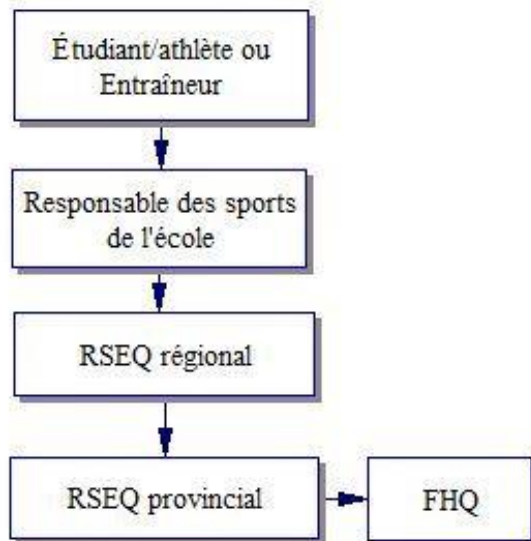 Étudiant/athlète ou
Entraîneur
Responsable des sports
de l'école
RSEQ régional
RSEQ provincial
FHQ